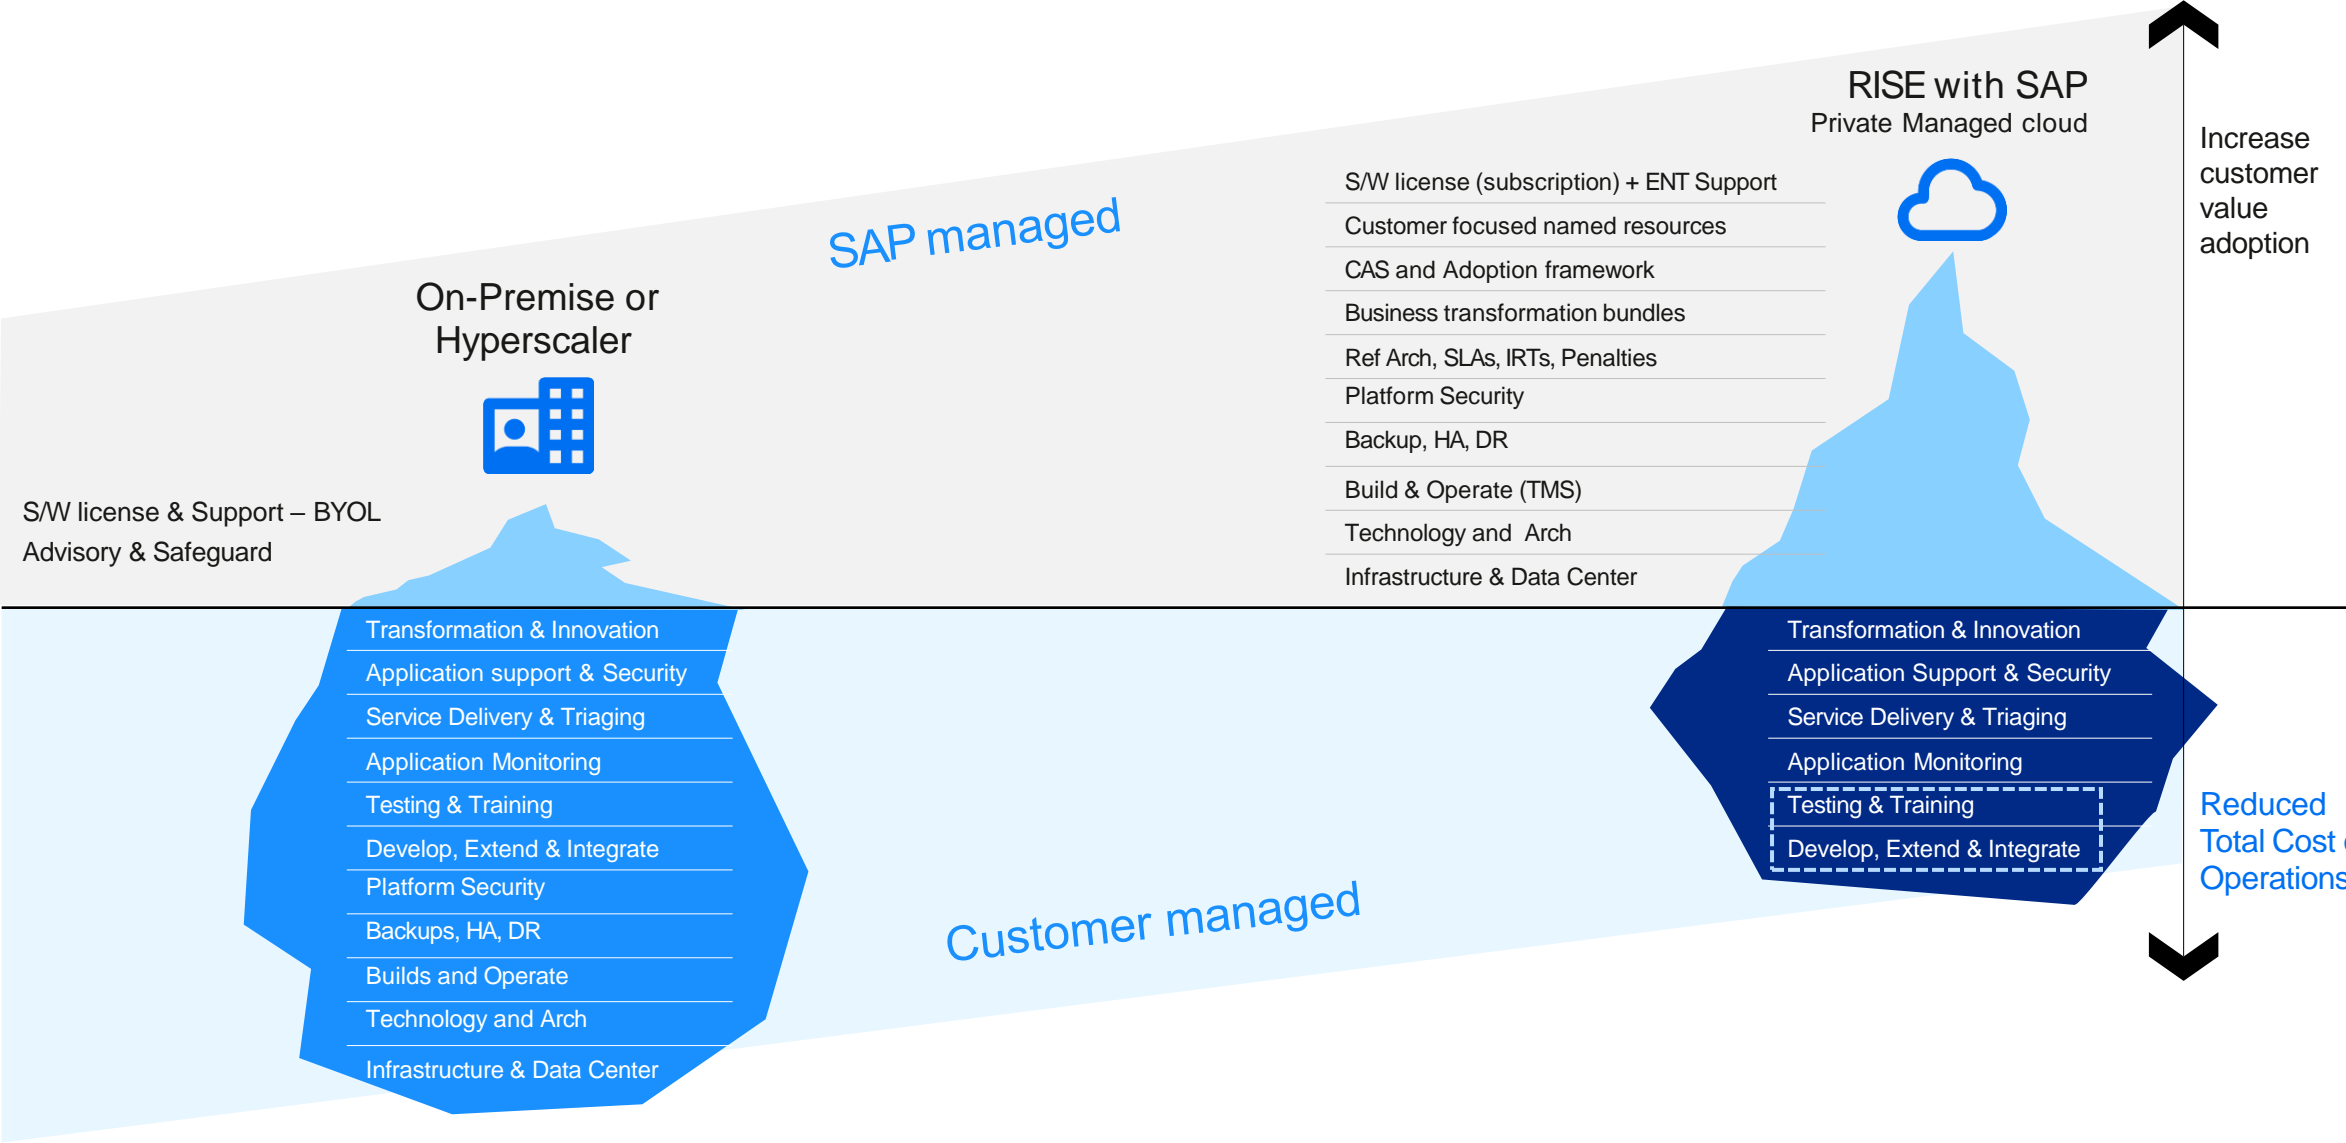 RISE with SAP
Private Managed cloud
Increase
customer
value
adoption
SAP managed
On-Premise or
Hyperscaler
S/W license & Support – BYOL
Advisory & Safeguard
S/W license (subscription) + ENT Support
Customer focused named resources
CAS and Adoption framework
Business transformation bundles
Ref Arch, SLAs, IRTs, Penalties
Platform Security
Backup, HA, DR
Build & Operate (TMS)
Technology and Arch
Infrastructure & Data Center
Transformation & Innovation
Application support & Security
Service Delivery & Triaging
Application Monitoring
Testing & Training
Develop, Extend & Integrate
Platform Security
Backups, HA, DR
Builds and Operate
Technology and Arch
Infrastructure & Data Center
Customer managed
Transformation & Innovation
Application Support & Security
Service Delivery & Triaging
Application Monitoring
Testing & Training
Develop, Extend & Integrate
Reduced
Total Cost
Operations